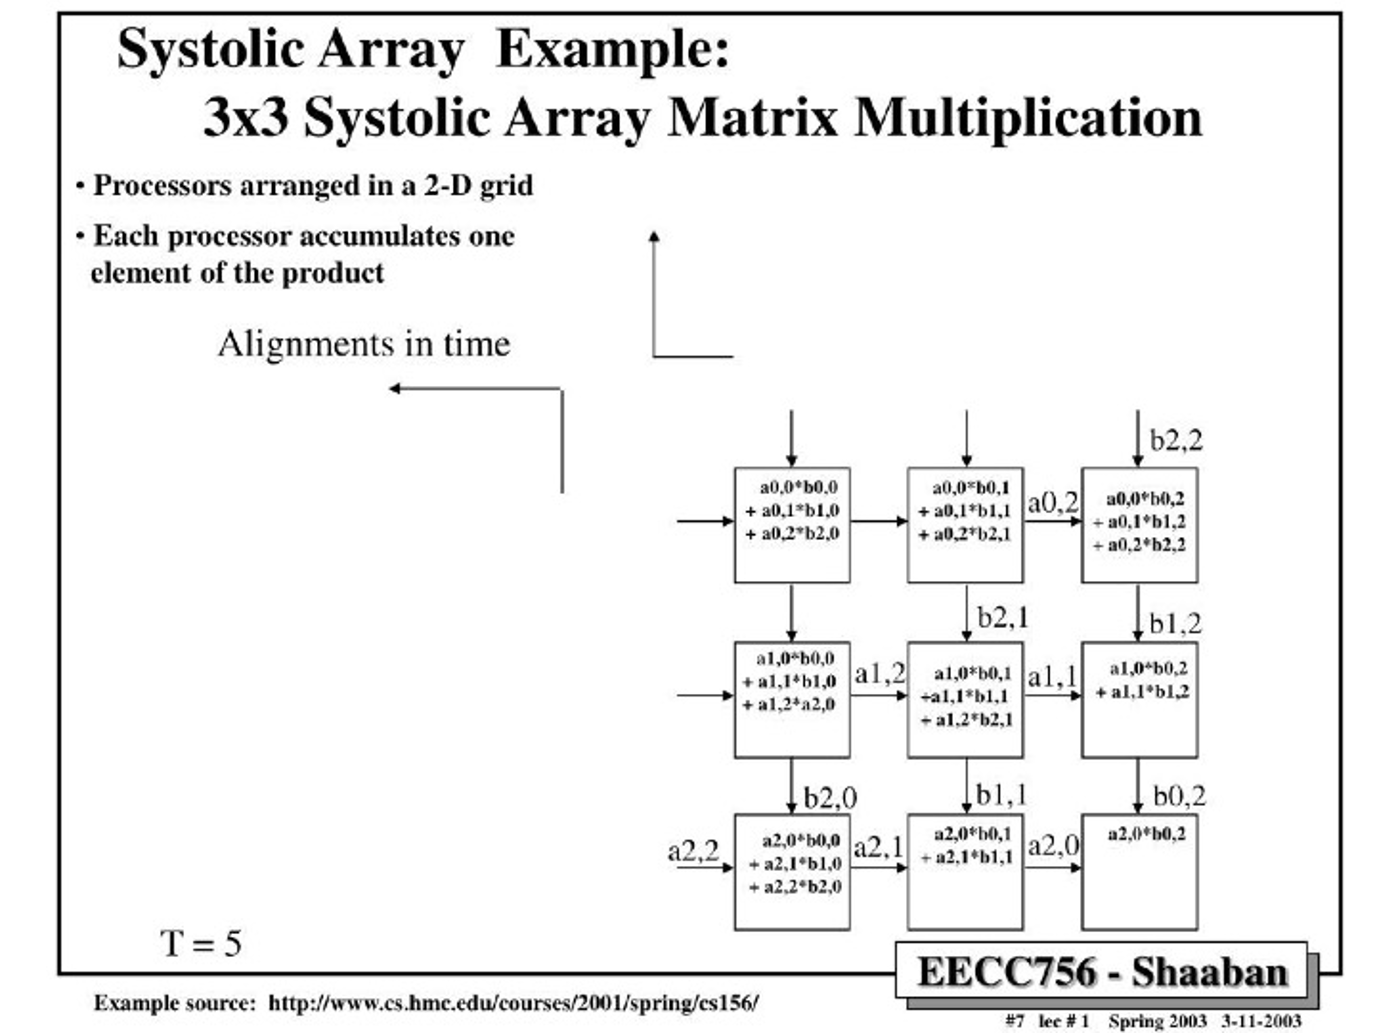 Systolic Array Example:
3x3 Systolic Array Matrix Multiplication
• Processors arranged in a 2-D grid
• Each processor accumulates one
element of the product
Alignments in time
b2,2
a0,0*b0,0
+ a0,1*b1,0
+ a0,2*b2,0
a0,0*b0,1
+ a0,1*b1,1
+ a0,2*b2,1
a0,2
a0,0*b0,2
+ a0,1*b1,2
+ a0,2*b2,2
b2,1
b1,2
a1,0*b0,0
+ a1,1*b1,0
+ a1,2*a2,0
a1,2
a1,0*b0,1
+a1,1*b1,1
+ a1,2*b2,1
a1,1
a1,0*b0,2
+ a1,1*b1,2
b2,0
b1,1
b0,2
a2,2
a2,0*b0,0
+ a2,1*b1,0
+ a2,2*b2,0
a2,1
a2,0*b0,1
+ a2,1*b1,1
a2,0
a2,0*b0,2
T = 5
EECC756 - Shaaban
Example source: http://www.cs.hmc.edu/courses/2001/spring/cs156/
#7 lec # 1 Spring 2003 3-11-2003